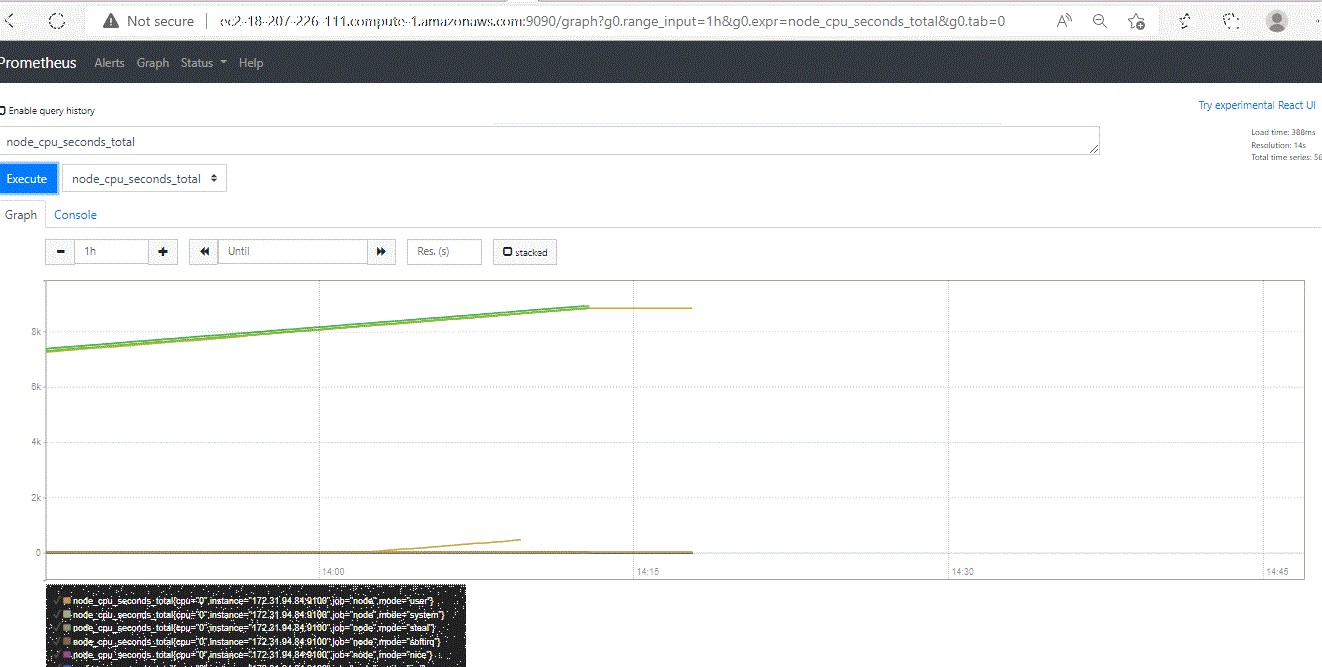 Not secure | ec2-18-207-226-111.compute-1.amazonaws.com:9090/graph?g0.range_input=1h&g0.expr=node_cpu_seconds_total&g0.tab=0
Prometheus Alerts Graph Status Help
Enable query history
Try experimental React UI
node_cpu_seconds_total
Load time: 388ms
Resolution: 14s
Total time series: 56
Execute
node_cpu_seconds_total
Graph Console
1h
Until
Res. (s)
stacked
8k
6k
4k
2k
0
14:00 14:15 14:30 14:45
node_cpu_seconds_total{cpu="0",instance="172.31.94.84:9100",job="node",mode="user"}
node_cpu_seconds_total{cpu="0",instance="172.31.94.84:9100",job="node",mode="system"}
node_cpu_seconds_total{cpu="0",instance="172.31.94.84:9100",job="node",mode="steal"}
node_cpu_seconds_total{cpu="0",instance="172.31.94.84:9100",job="node",mode="softirq"}
node_cpu_seconds_total{cpu="0",instance="172.31.94.84:9100",job="node",mode="nice"}